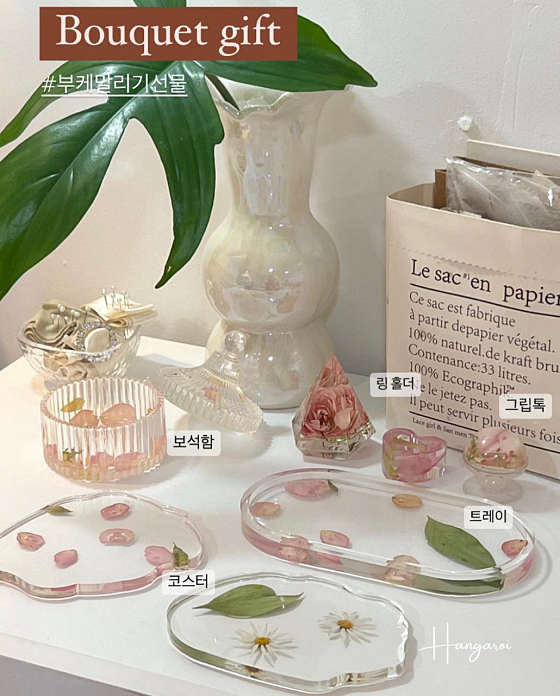 Bouquet gift
#부케말리기선물
Le sac en papier
Ce sac est fabrique
à partir depapier végétal.
100% naturel.de kraft bru
Contenance:33 litres.
100% Ecographil™
ne le jetez pas.
Il peut servir plusieurs fois
링 홀더
그립톡
보석함
트레이
코스터
Hangaroi